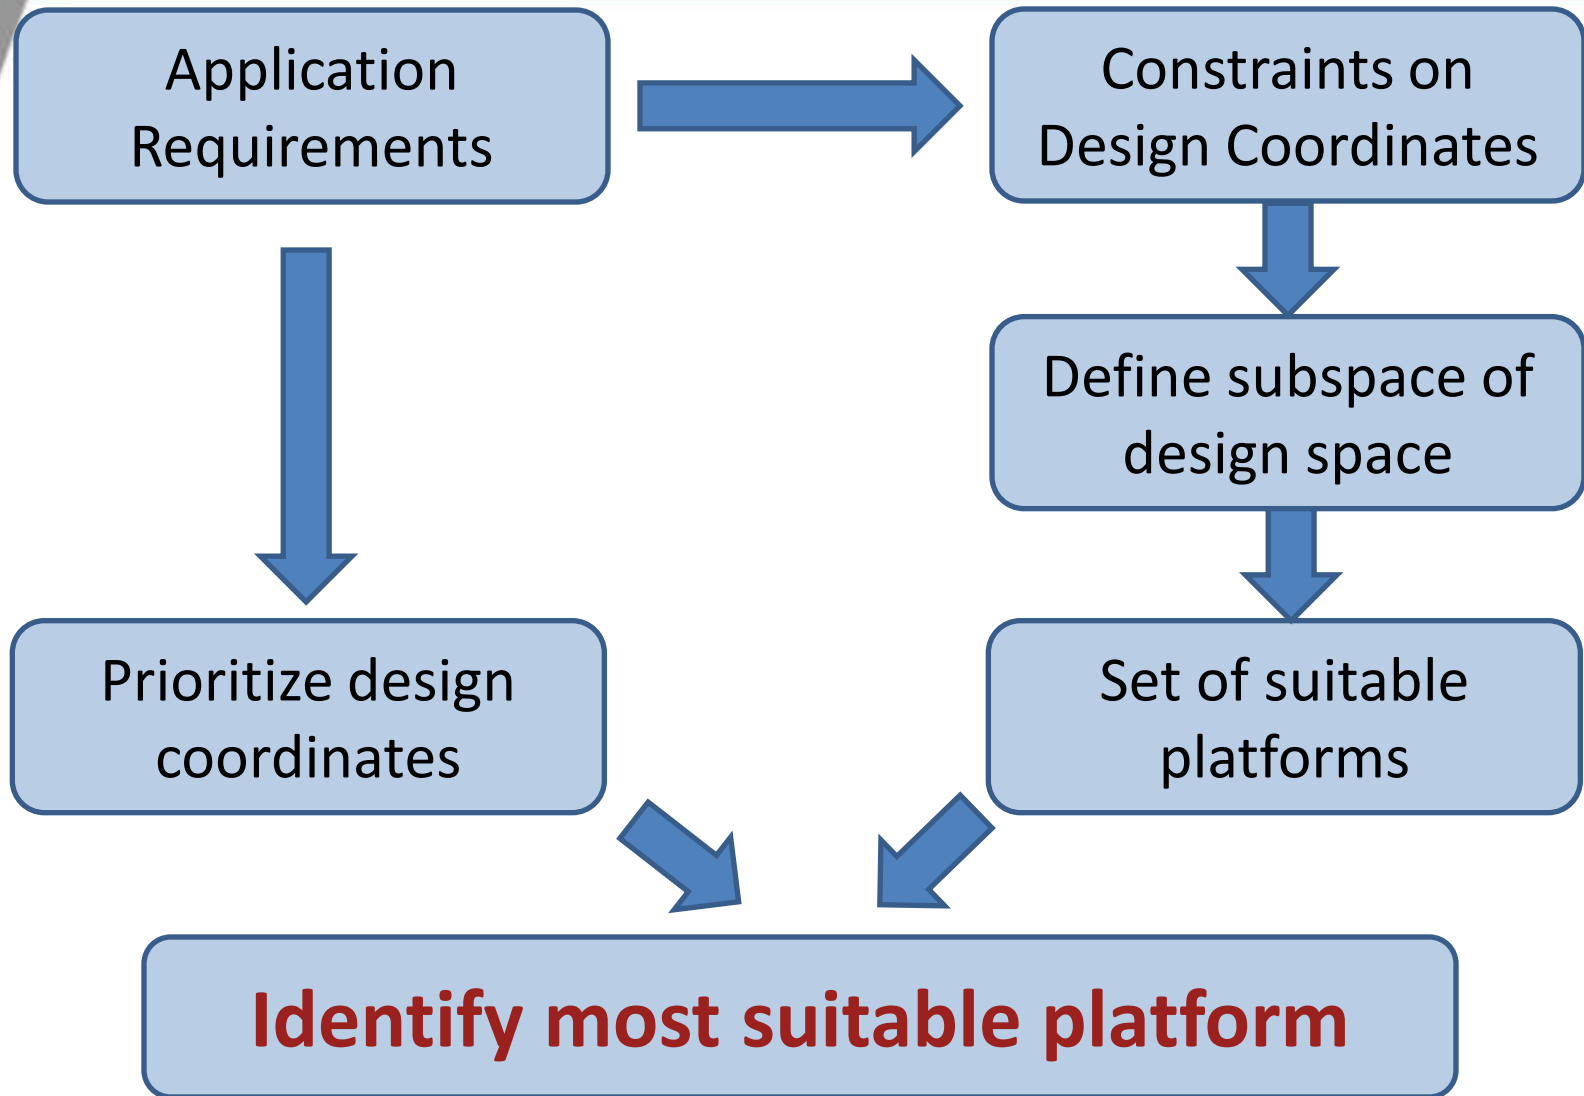 Application
Requirements
Constraints on
Design Coordinates
Define subspace of
design space
Prioritize design
coordinates
Set of suitable
platforms
Identify most suitable platform